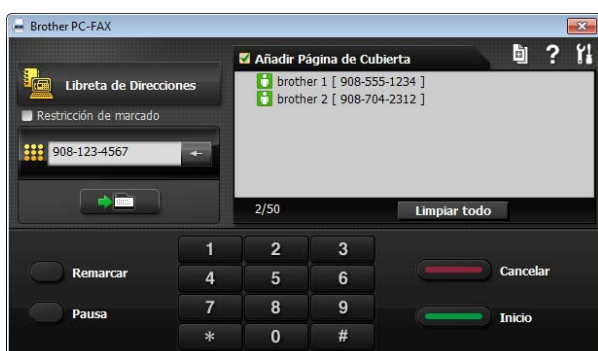 Brother PC-FAX
Libreta de Direcciones
Restricción de marcado
908-123-4567
Añadir Página de Cubierta
?
brother 1 [ 908-555-1234 ]
brother 2 [ 908-704-2312 ]
2/50
Limpiar todo
Remarcar
Pausa
1 2 3
4 5 6
7 8 9
* 0 #
Cancelar
Inicio